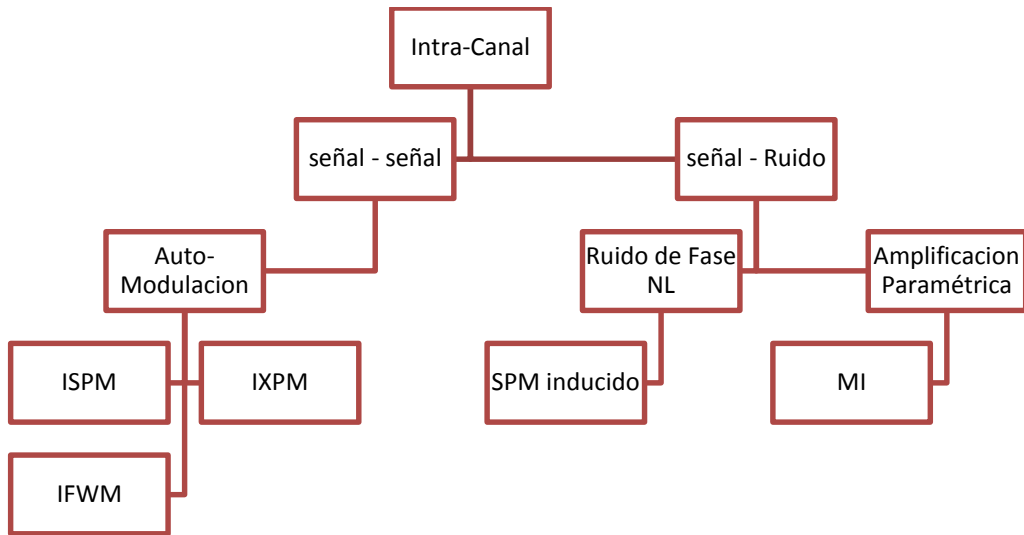 Intra-Canal
señal - señal
señal - Ruido
Auto-
Modulacion
Ruido de Fase
NL
Amplificacion
Paramétrica
ISPM
IXPM
SPM inducido
MI
IFWM